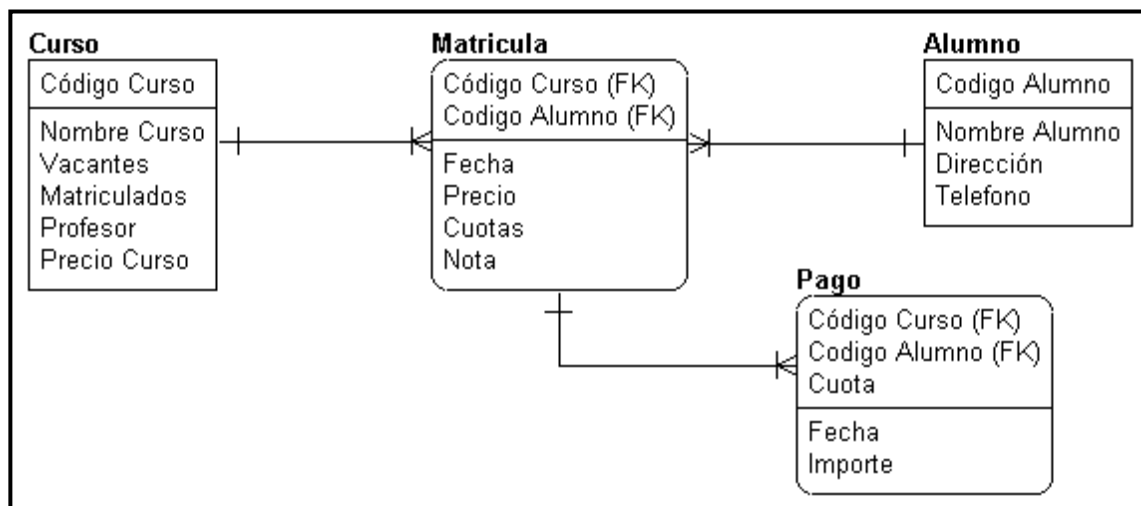 Curso
Código Curso
Nombre Curso
Vacantes
Matriculados
Profesor
Precio Curso
Matricula
Código Curso (FK)
Codigo Alumno (FK)
Fecha
Precio
Cuotas
Nota
Alumno
Codigo Alumno
Nombre Alumno
Dirección
Telefono
Pago
Código Curso (FK)
Codigo Alumno (FK)
Cuota
Fecha
Importe